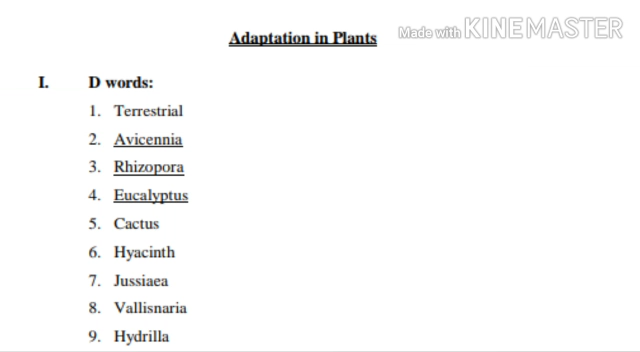 Adaptation in Plants
Made with KINEMASTER
I. D words:
1. Terrestrial
2. Avicennia
3. Rhizopora
4. Eucalyptus
5. Cactus
6. Hyacinth
7. Jussiaea
8. Vallisnaria
9. Hydrilla